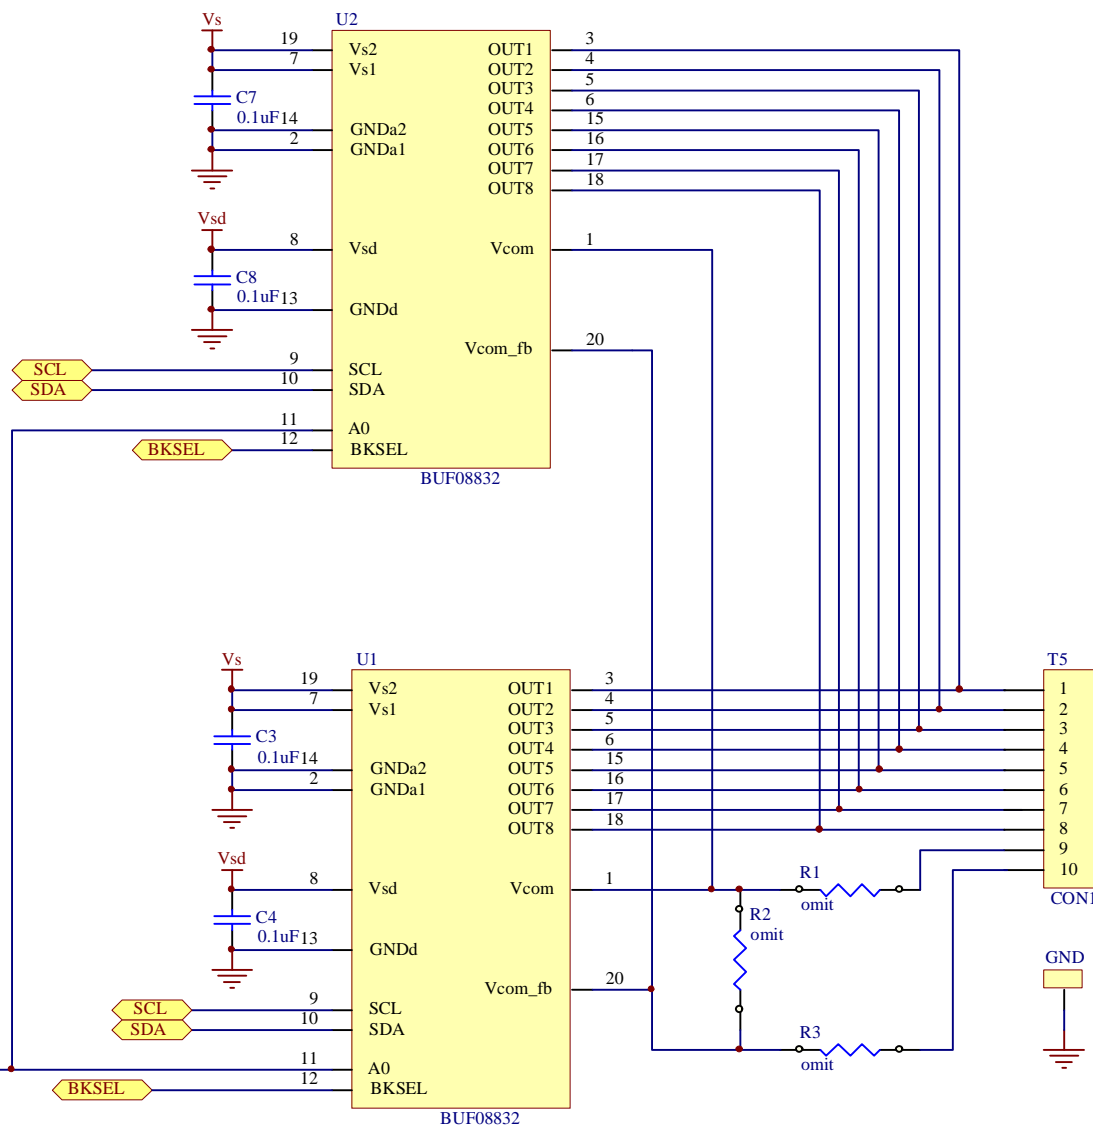 Vs
U2
19 Vs2 OUT1 3
7 Vs1 OUT2 4
C7 OUT3 5
0.1uF 14 GNDa2 OUT4 6
2 GNDa1 OUT5 15
OUT6 16
OUT7 17
OUT8 18
Vsd
8 Vsd Vcom 1
C8
0.1uF 13 GNDd
Vcom_fb 20
SCL 9 SCL
SDA 10 SDA
11 A0
BKSEL 12 BKSEL
BUF08832
Vs
U1 T5
19 Vs2 OUT1 3 1
7 Vs1 OUT2 4 2
C3 OUT3 5 3
0.1uF 14 GNDa2 OUT4 6 4
2 GNDa1 OUT5 15 5
OUT6 16 6
OUT7 17 7
OUT8 18 8
9
Vsd R1 10
8 Vsd Vcom 1 omit
CON1
C4 R2
0.1uF 13 GNDd omit
GND
Vcom_fb 20
SCL 9 SCL
SDA 10 SDA R3
omit
11 A0
BKSEL 12 BKSEL
BUF08832